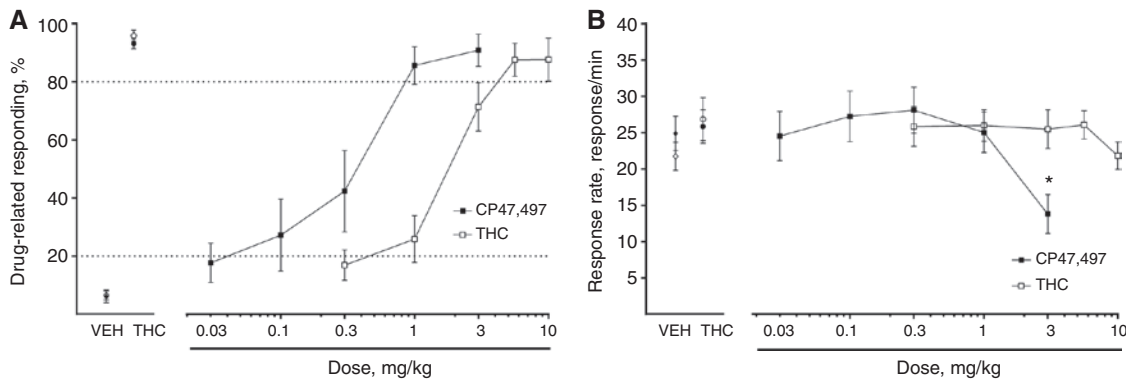 A
Drug-related responding, %
100
80
60
40
20
CP47,497
THC
VEH THC
0.03 0.1 0.3 1 3 10
Dose, mg/kg
B
Response rate, response/min
40
35
30
25
20
15
10
5
*
CP47,497
THC
VEH THC
0.03 0.1 0.3 1 3 10
Dose, mg/kg